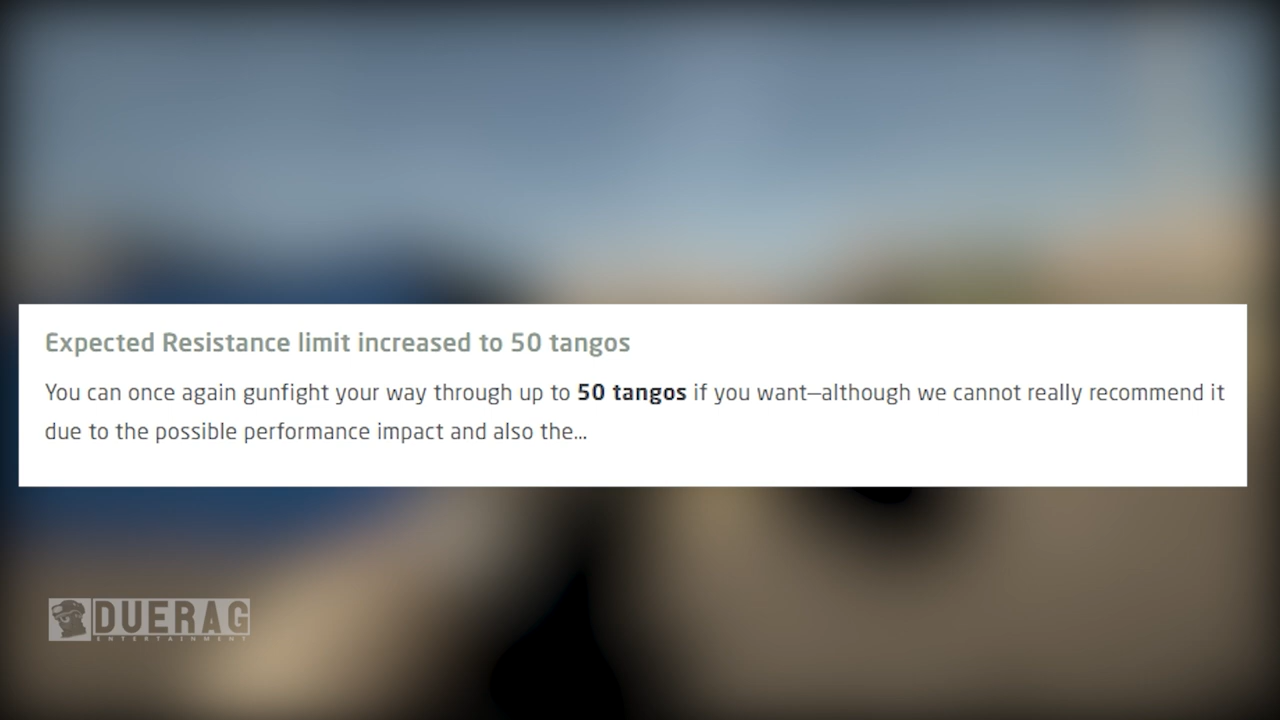 Expected Resistance limit increased to 50 tangos
You can once again gunfight your way through up to 50 tangos if you want—although we cannot really recommend it
due to the possible performance impact and also the...
DUERAG
ENTERTAINMENT